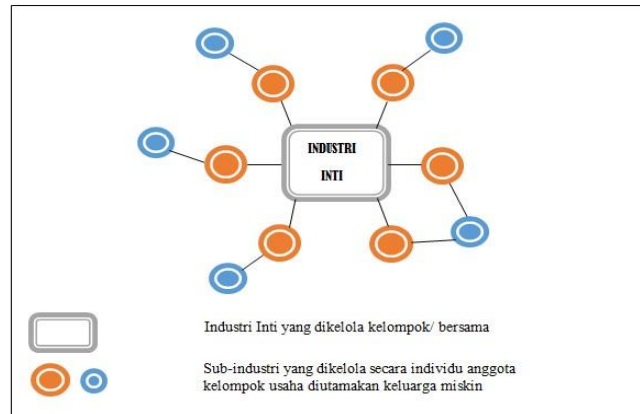 INDUSTRI
INTI
Industri Inti yang dikelola kelompok/ bersama
Sub-industri yang dikelola secara individu anggota
kelompok usaha diutamakan keluarga miskin